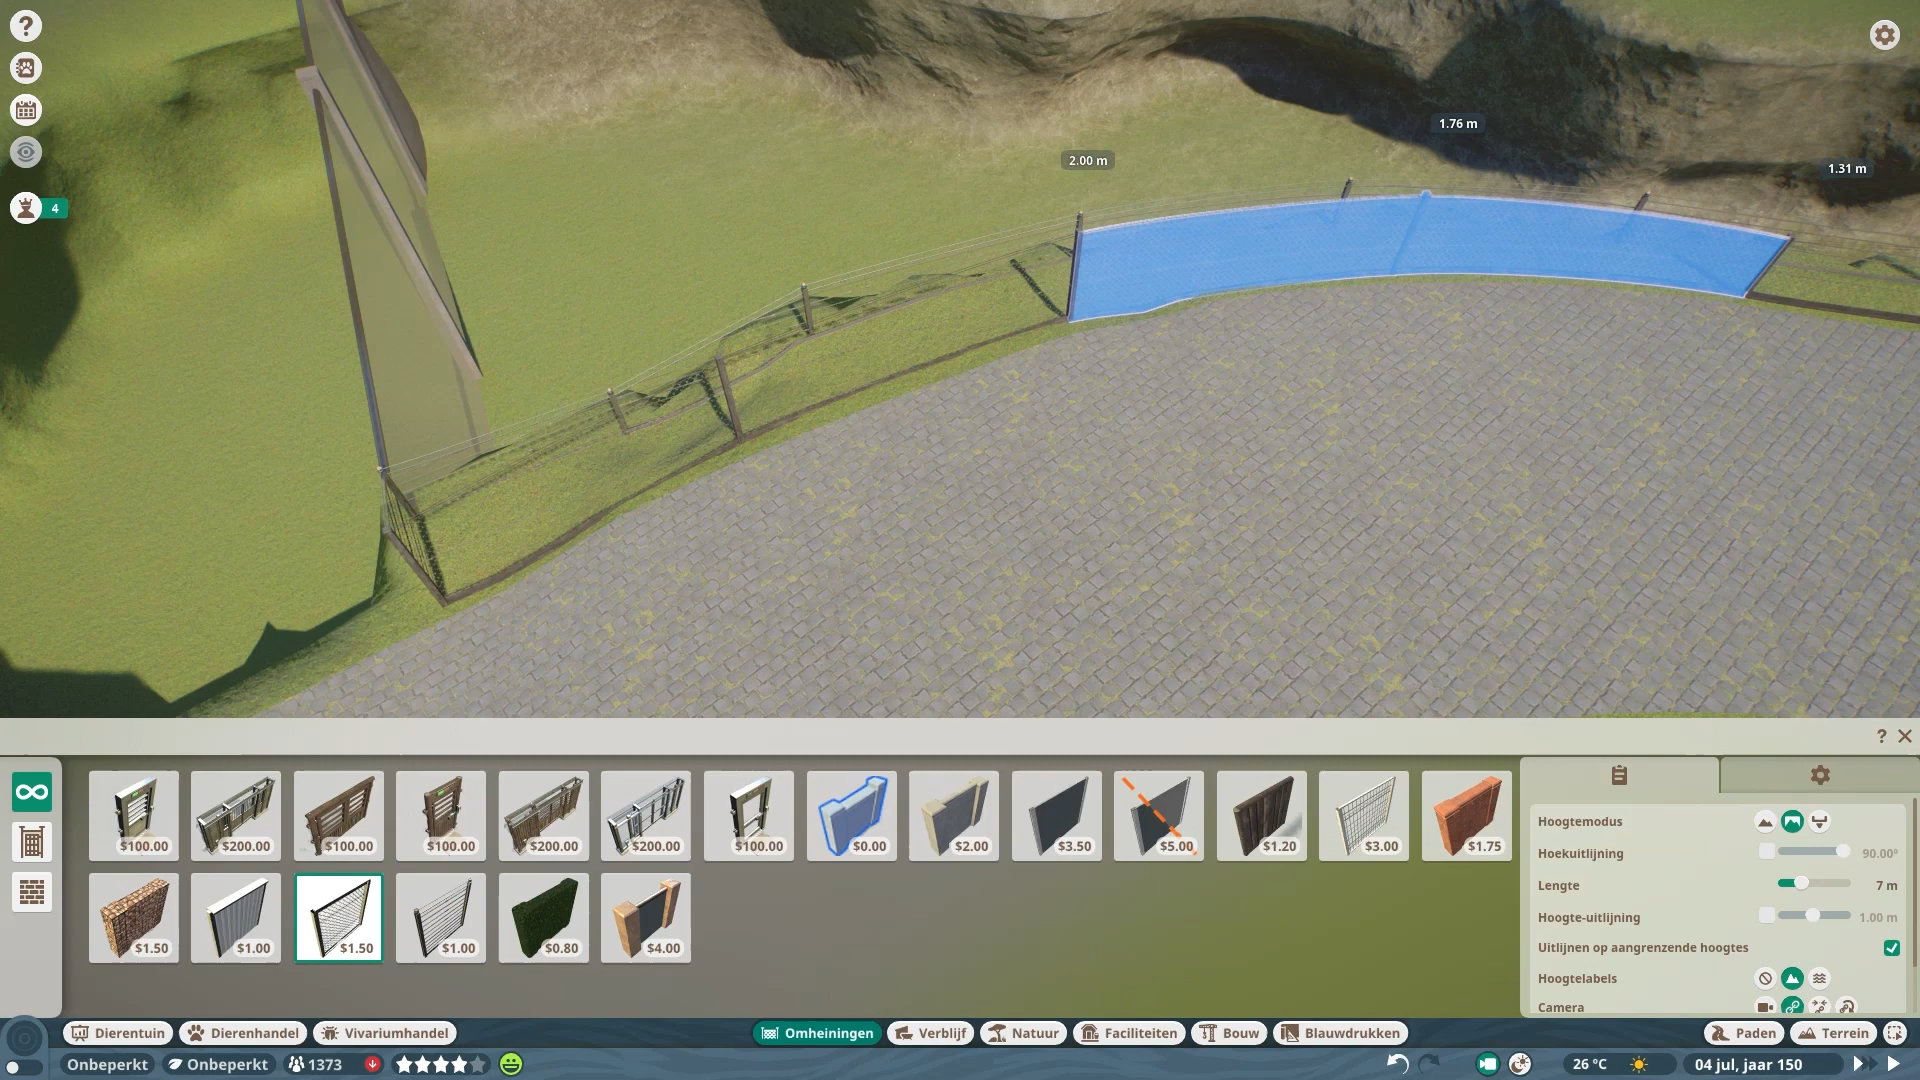 ?
4
1.76 m
2.00 m
1.31 m
?
$100.00
$200.00
$100.00
$100.00
$200.00
$200.00
$100.00
$0.00
$2.00
$3.50
$5.00
$1.20
$3.00
$1.75
$1.50
$1.00
$1.50
$1.00
$0.80
$4.00
Hoogtemodus
Hoekuitlijning 90.00°
Lengte 7 m
Hoogte-uitlijning 1.00 m
Uitlijnen op aangrenzende hoogtes
Hoogtelabels
Camera
Dierentuin Dierenhandel Vivariumhandel Omheiningen Verblijf Natuur Faciliteiten Bouw Blauwdrukken Paden Terrein
Onbeperkt Onbeperkt 1373 26 °C 04 jul, jaar 150